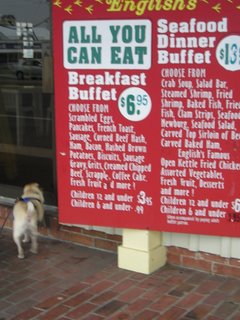 English's
ALL YOU
CAN EAT
Breakfast
Buffet $6.95
CHOOSE FROM
Scrambled Eggs,
Pancakes, French Toast,
Sausage, Corned Beef Hash,
Ham, Bacon, Hashed Brown
Potatoes, Biscuits, Sausage
Gravy, Grits, Creamed Chipped
Beef, Scrapple, Coffee Cake,
Fresh Fruit and more!
Children 12 and under $3.95
Children 6 and under .99
Seafood
Dinner
Buffet $13
CHOOSE FROM
Crab Soup, Salad Bar,
Steamed Shrimp, Fried
Shrimp, Baked Fish, Fried
Fish, Clam Strips, Seafood
Newburg, Seafood Salad,
Carved Top Sirloin of Beef
Carved Baked Ham,
English's Famous
Open Kettle Fried Chicken
Assorted Vegetables,
Fresh Fruit, Desserts
and more!
Children 12 and under $6
Children 6 and under